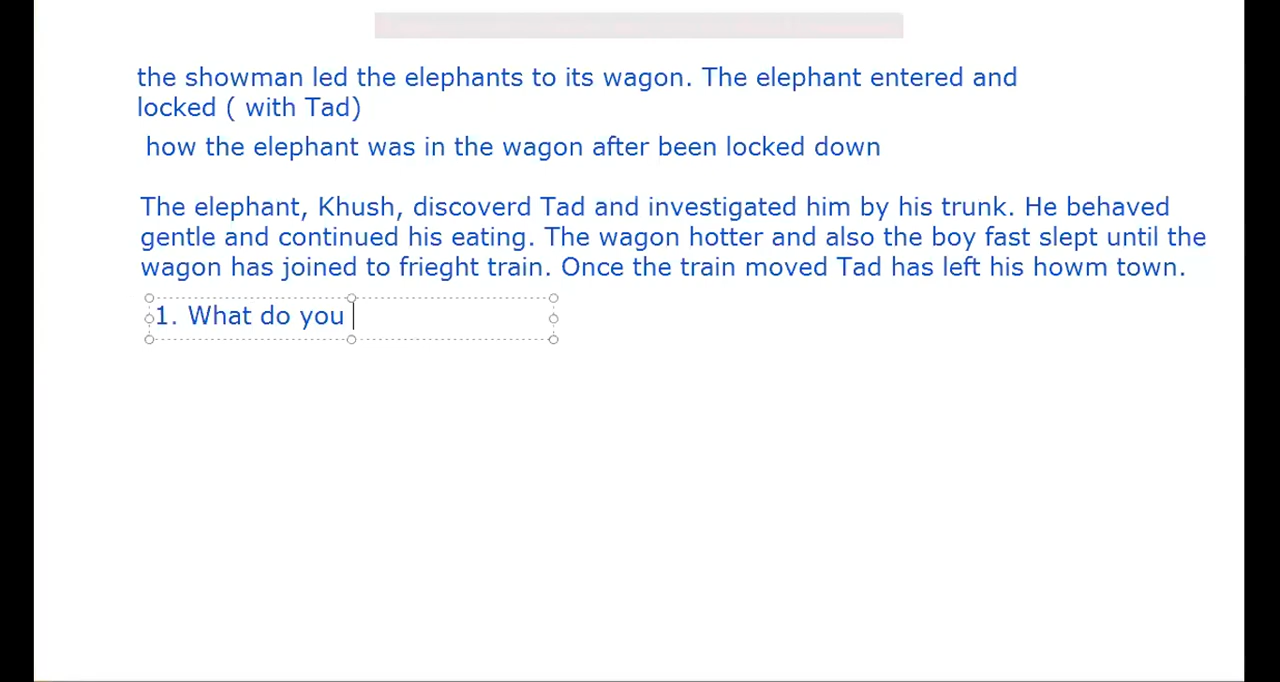 the showman led the elephants to its wagon. The elephant entered and
locked ( with Tad)
how the elephant was in the wagon after been locked down
The elephant, Khush, discoverd Tad and investigated him by his trunk. He behaved
gentle and continued his eating. The wagon hotter and also the boy fast slept until the
wagon has joined to frieght train. Once the train moved Tad has left his howm town.
1. What do you